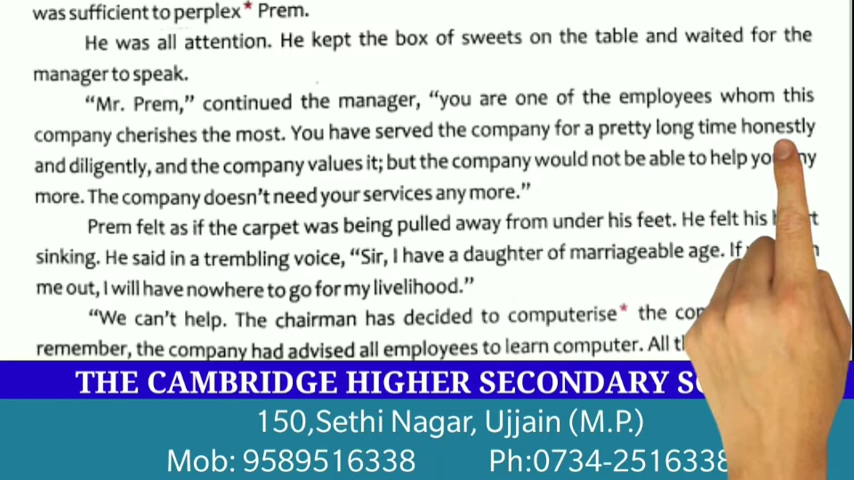 was sufficient to perplex* Prem.
He was all attention. He kept the box of sweets on the table and waited for the
manager to speak.
"Mr. Prem," continued the manager, "you are one of the employees whom this
company cherishes the most. You have served the company for a pretty long time honestly
and diligently, and the company values it; but the company would not be able to help
more. The company doesn't need your services any more."
Prem felt as if the carpet was being pulled away from under his feet. He felt his
sinking. He said in a trembling voice, "Sir, I have a daughter of marriageable age. If
me out, I will have nowhere to go for my livelihood."
"We can't help. The chairman has decided to computerise* the
remember, the company had advised all employees to learn computer. All
THE CAMBRIDGE HIGHER SECONDARY
150,Sethi Nagar, Ujjain (M.P.)
Mob: 9589516338 Ph:0734-2516338